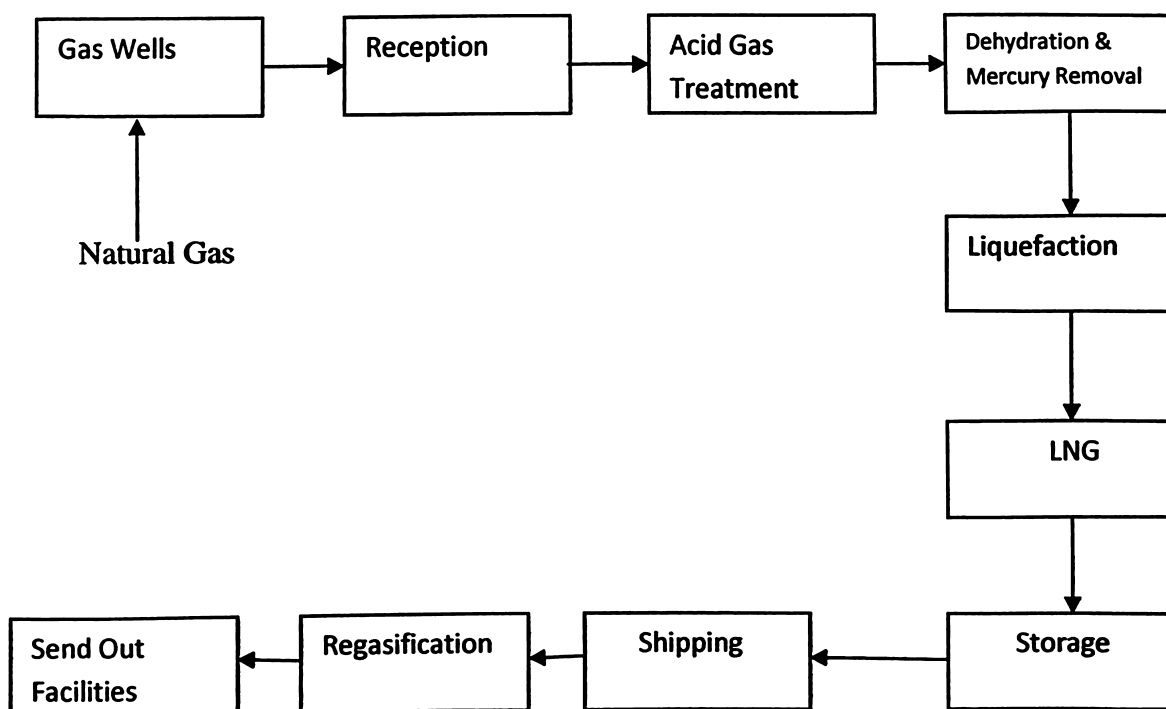 Gas Wells
Reception
Acid Gas
Treatment
Dehydration &
Mercury Removal
Natural Gas
Liquefaction
LNG
Storage
Shipping
Regasification
Send Out
Facilities